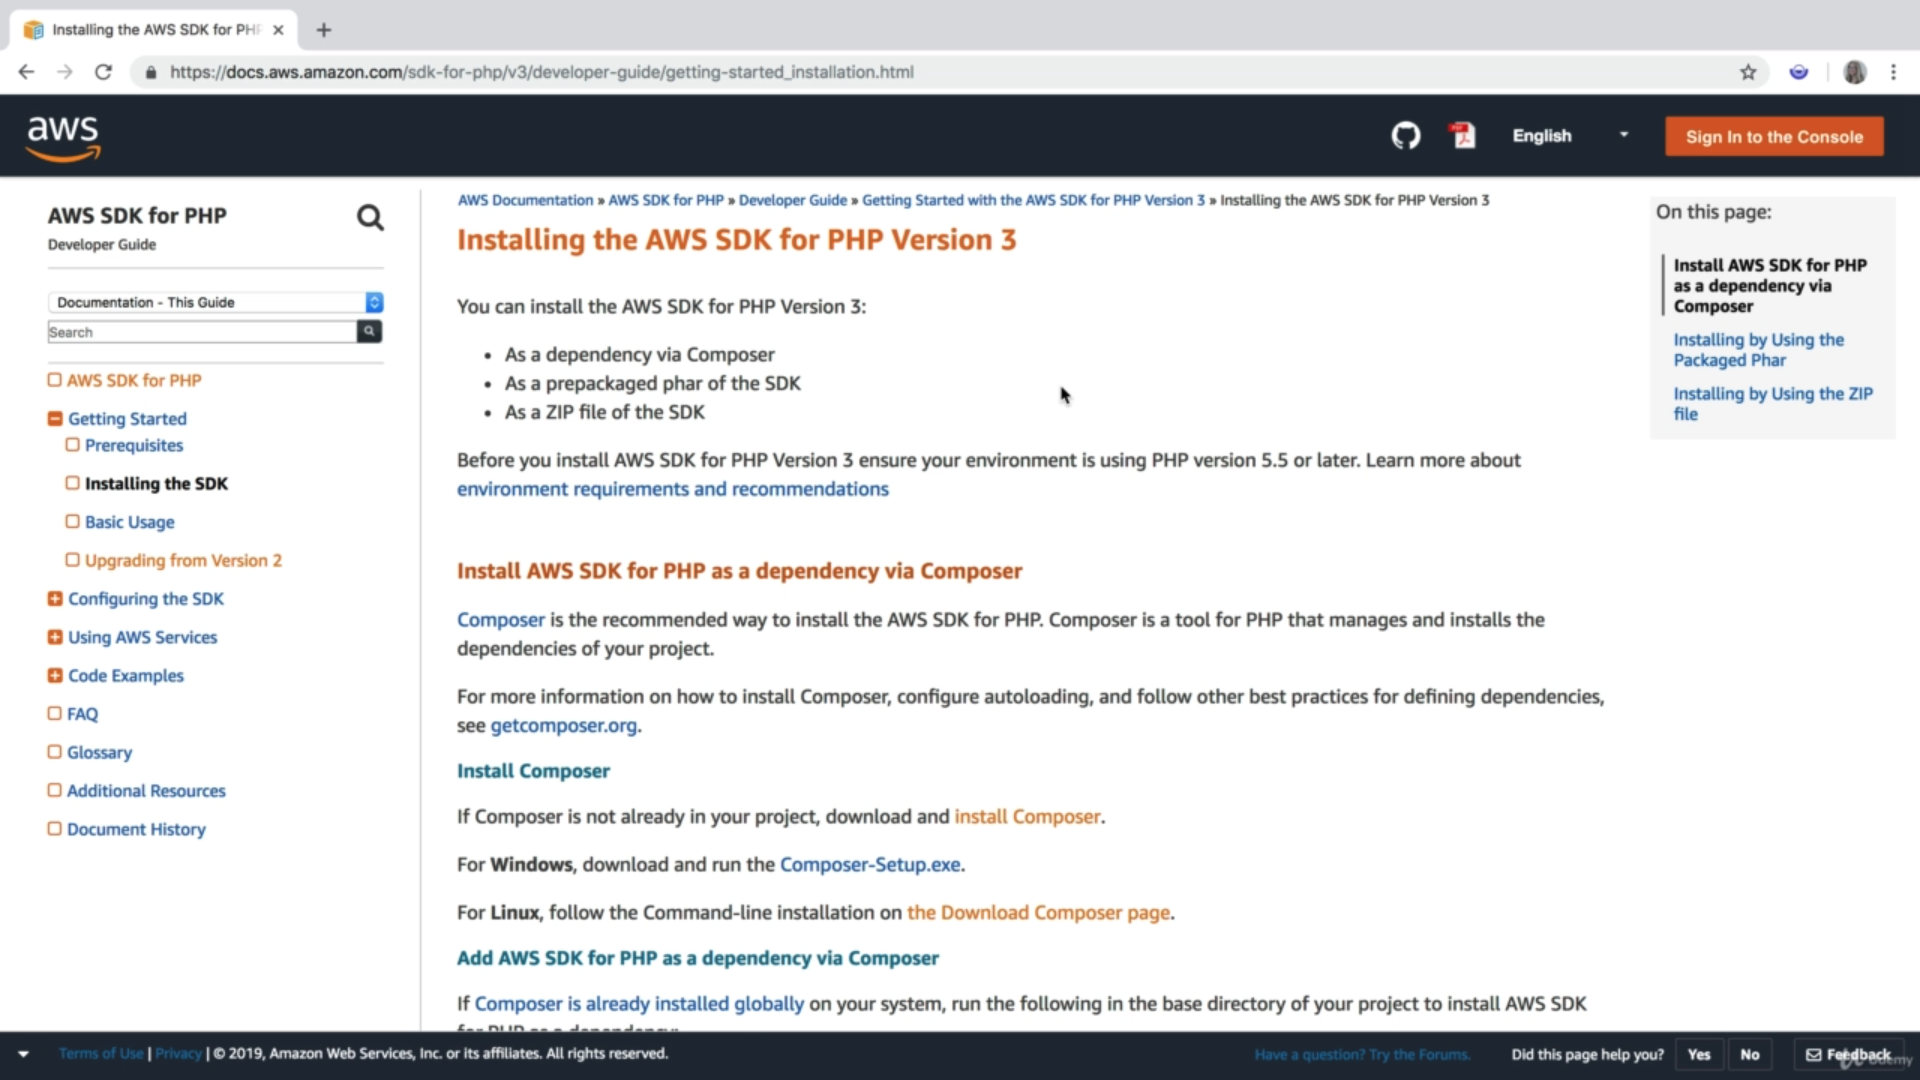 Installing the AWS SDK for PH
https://docs.aws.amazon.com/sdk-for-php/v3/developer-guide/getting-started_installation.html
aws
English
Sign In to the Console
AWS SDK for PHP
Developer Guide
Documentation - This Guide
Search
AWS SDK for PHP
Getting Started
Prerequisites
Installing the SDK
Basic Usage
Upgrading from Version 2
Configuring the SDK
Using AWS Services
Code Examples
FAQ
Glossary
Additional Resources
Document History
AWS Documentation » AWS SDK for PHP » Developer Guide » Getting Started with the AWS SDK for PHP Version 3 » Installing the AWS SDK for PHP Version 3
Installing the AWS SDK for PHP Version 3
You can install the AWS SDK for PHP Version 3:
• As a dependency via Composer
• As a prepackaged phar of the SDK
• As a ZIP file of the SDK
Before you install AWS SDK for PHP Version 3 ensure your environment is using PHP version 5.5 or later. Learn more about
environment requirements and recommendations
Install AWS SDK for PHP as a dependency via Composer
Composer is the recommended way to install the AWS SDK for PHP. Composer is a tool for PHP that manages and installs the
dependencies of your project.
For more information on how to install Composer, configure autoloading, and follow other best practices for defining dependencies,
see getcomposer.org.
Install Composer
If Composer is not already in your project, download and install Composer.
For Windows, download and run the Composer-Setup.exe.
For Linux, follow the Command-line installation on the Download Composer page.
Add AWS SDK for PHP as a dependency via Composer
If Composer is already installed globally on your system, run the following in the base directory of your project to install AWS SDK
for PHP as a dependency:
On this page:
Install AWS SDK for PHP
as a dependency via
Composer
Installing by Using the
Packaged Phar
Installing by Using the ZIP
file
Terms of Use | Privacy | © 2019, Amazon Web Services, Inc. or its affiliates. All rights reserved.
Have a question? Try the Forums.
Did this page help you?
Yes
No
Feedback